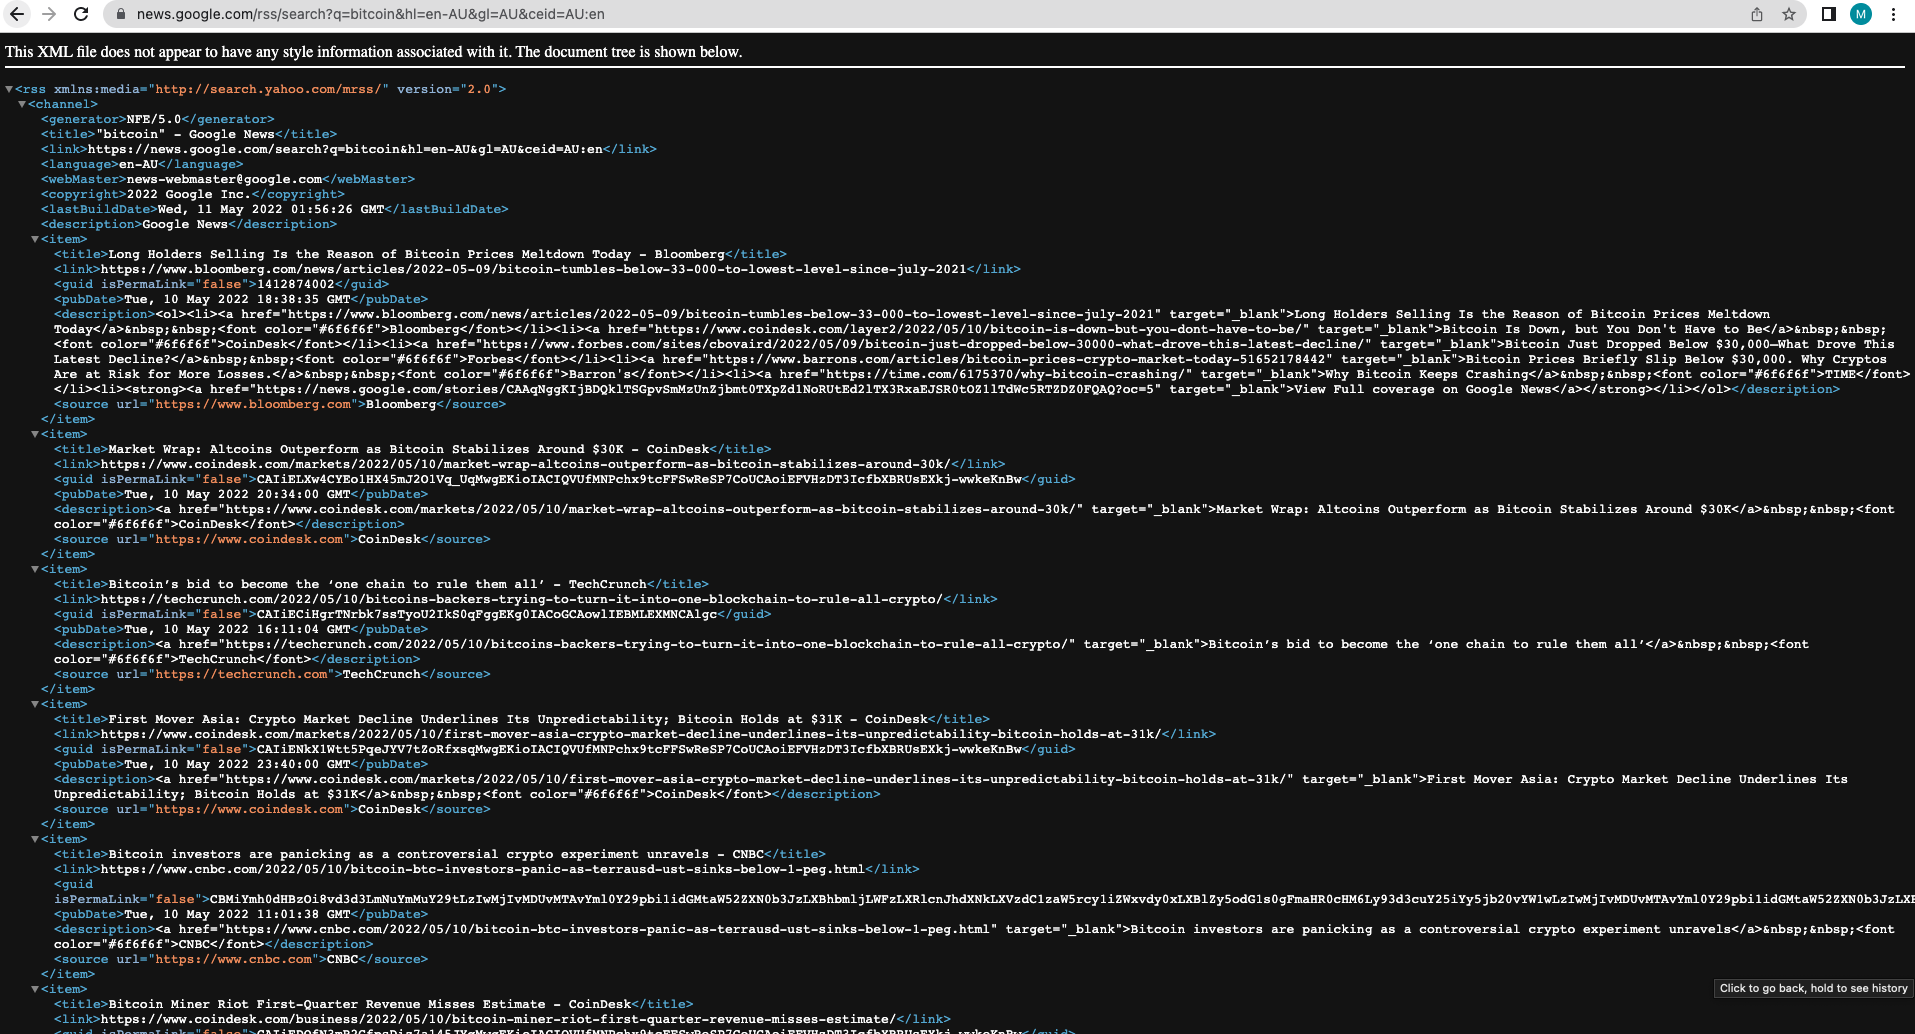 news.google.com/rss/search?q=bitcoin&hl=en-AU&gl=AU&ceid=AU:en
M
This XML file does not appear to have any style information associated with it. The document tree is shown below.
<rss xmlns:media="http://search.yahoo.com/mrss/" version="2.0">
<channel>
<generator>NFE/5.0</generator>
<title>"bitcoin" - Google News</title>
<link>https://news.google.com/search?q=bitcoin&hl=en-AU&gl=AU&ceid=AU:en</link>
<language>en-AU</language>
<webMaster>news-webmaster@google.com</webMaster>
<copyright>2022 Google Inc.</copyright>
<lastBuildDate>Wed, 11 May 2022 01:56:26 GMT</lastBuildDate>
<description>Google News</description>
<item>
<title>Long Holders Selling Is the Reason of Bitcoin Prices Meltdown Today - Bloomberg</title>
<link>https://www.bloomberg.com/news/articles/2022-05-09/bitcoin-tumbles-below-33-000-to-lowest-level-since-july-2021</link>
<guid isPermaLink="false">1412874002</guid>
<pubDate>Tue, 10 May 2022 18:38:35 GMT</pubDate>
<description><ol><li><a href="https://www.bloomberg.com/news/articles/2022-05-09/bitcoin-tumbles-below-33-000-to-lowest-level-since-july-2021" target="_blank">Long Holders Selling Is the Reason of Bitcoin Prices Meltdown
Today</a>&nbsp;&nbsp;<font color="#6f6f6f">Bloomberg</font></li><li><a href="https://www.coindesk.com/layer2/2022/05/10/bitcoin-is-down-but-you-dont-have-to-be/" target="_blank">Bitcoin Is Down, but You Don't Have to Be</a>&nbsp;&nbsp;
<font color="#6f6f6f">CoinDesk</font></li><li><a href="https://www.forbes.com/sites/cbovaird/2022/05/09/bitcoin-just-dropped-below-30000-what-drove-this-latest-decline/" target="_blank">Bitcoin Just Dropped Below $30,000—What Drove This
Latest Decline?</a>&nbsp;&nbsp;<font color="#6f6f6f">Forbes</font></li><li><a href="https://www.barrons.com/articles/bitcoin-prices-crypto-market-today-51652178442" target="_blank">Bitcoin Prices Briefly Slip Below $30,000. Why Cryptos
Are at Risk for More Losses.</a>&nbsp;&nbsp;<font color="#6f6f6f">Barron's</font></li><li><a href="https://time.com/6175370/why-bitcoin-crashing/" target="_blank">Why Bitcoin Keeps Crashing</a>&nbsp;&nbsp;<font color="#6f6f6f">TIME</font>
</li><li><strong><a href="https://news.google.com/stories/CAAqNggKIjBDQklTSGpvSmMzUnZjbmt0TXpZd1NoRUtEd2lTX3RxaEJSR0tOZ1lTdWc5RTZDZ0FQAQ?oc=5" target="_blank">View Full coverage on Google News</a></strong></li></ol></description>
<source url="https://www.bloomberg.com">Bloomberg</source>
</item>
<item>
<title>Market Wrap: Altcoins Outperform as Bitcoin Stabilizes Around $30K - CoinDesk</title>
<link>https://www.coindesk.com/markets/2022/05/10/market-wrap-altcoins-outperform-as-bitcoin-stabilizes-around-30k/</link>
<guid isPermaLink="false">CAIiELXw4CYEo1HX45mJ2O1Vq_UqMwgEKioIACIQVUfMNPchx9tcFFSwReSP7CoUCAoiEFVHzDT3IcfbXBRUsEXkj-wwkeKnBw</guid>
<pubDate>Tue, 10 May 2022 20:34:00 GMT</pubDate>
<description><a href="https://www.coindesk.com/markets/2022/05/10/market-wrap-altcoins-outperform-as-bitcoin-stabilizes-around-30k/" target="_blank">Market Wrap: Altcoins Outperform as Bitcoin Stabilizes Around $30K</a>&nbsp;&nbsp;<font
color="#6f6f6f">CoinDesk</font></description>
<source url="https://www.coindesk.com">CoinDesk</source>
</item>
<item>
<title>Bitcoin’s bid to become the ‘one chain to rule them all’ - TechCrunch</title>
<link>https://techcrunch.com/2022/05/10/bitcoins-backers-trying-to-turn-it-into-one-blockchain-to-rule-all-crypto/</link>
<guid isPermaLink="false">CAIiECiHgrTNrbk7ssTyoU2IkS0qFggEKg0IACoGCAowlIEBMLEXMNCAlgc</guid>
<pubDate>Tue, 10 May 2022 16:11:04 GMT</pubDate>
<description><a href="https://techcrunch.com/2022/05/10/bitcoins-backers-trying-to-turn-it-into-one-blockchain-to-rule-all-crypto/" target="_blank">Bitcoin’s bid to become the ‘one chain to rule them all’</a>&nbsp;&nbsp;<font
color="#6f6f6f">TechCrunch</font></description>
<source url="https://techcrunch.com">TechCrunch</source>
</item>
<item>
<title>First Mover Asia: Crypto Market Decline Underlines Its Unpredictability; Bitcoin Holds at $31K - CoinDesk</title>
<link>https://www.coindesk.com/markets/2022/05/10/first-mover-asia-crypto-market-decline-underlines-its-unpredictability-bitcoin-holds-at-31k/</link>
<guid isPermaLink="false">CAIiENkXlWtt5PqeJYV7tZoRfxsqMwgEKioIACIQVUfMNPchx9tcFFSwReSP7CoUCAoiEFVHzDT3IcfbXBRUsEXkj-wwkeKnBw</guid>
<pubDate>Tue, 10 May 2022 23:40:00 GMT</pubDate>
<description><a href="https://www.coindesk.com/markets/2022/05/10/first-mover-asia-crypto-market-decline-underlines-its-unpredictability-bitcoin-holds-at-31k/" target="_blank">First Mover Asia: Crypto Market Decline Underlines Its
Unpredictability; Bitcoin Holds at $31K</a>&nbsp;&nbsp;<font color="#6f6f6f">CoinDesk</font></description>
<source url="https://www.coindesk.com">CoinDesk</source>
</item>
<item>
<title>Bitcoin investors are panicking as a controversial crypto experiment unravels - CNBC</title>
<link>https://www.cnbc.com/2022/05/10/bitcoin-btc-investors-panic-as-terrausd-ust-sinks-below-1-peg.html</link>
<guid
isPermaLink="false">
<pubDate>Tue, 10 May 2022 11:01:38 GMT</pubDate>
<description><a href="https://www.cnbc.com/2022/05/10/bitcoin-btc-investors-panic-as-terrausd-ust-sinks-below-1-peg.html" target="_blank">Bitcoin investors are panicking as a controversial crypto experiment unravels</a>&nbsp;&nbsp;<font
color="#6f6f6f">CNBC</font></description>
<source url="https://www.cnbc.com">CNBC</source>
</item>
<item>
Click to go back, hold to see history
<title>Bitcoin Miner Riot First-Quarter Revenue Misses Estimate - CoinDesk</title>
<link>https://www.coindesk.com/business/2022/05/10/bitcoin-miner-riot-first-quarter-revenue-misses-estimate/</link>